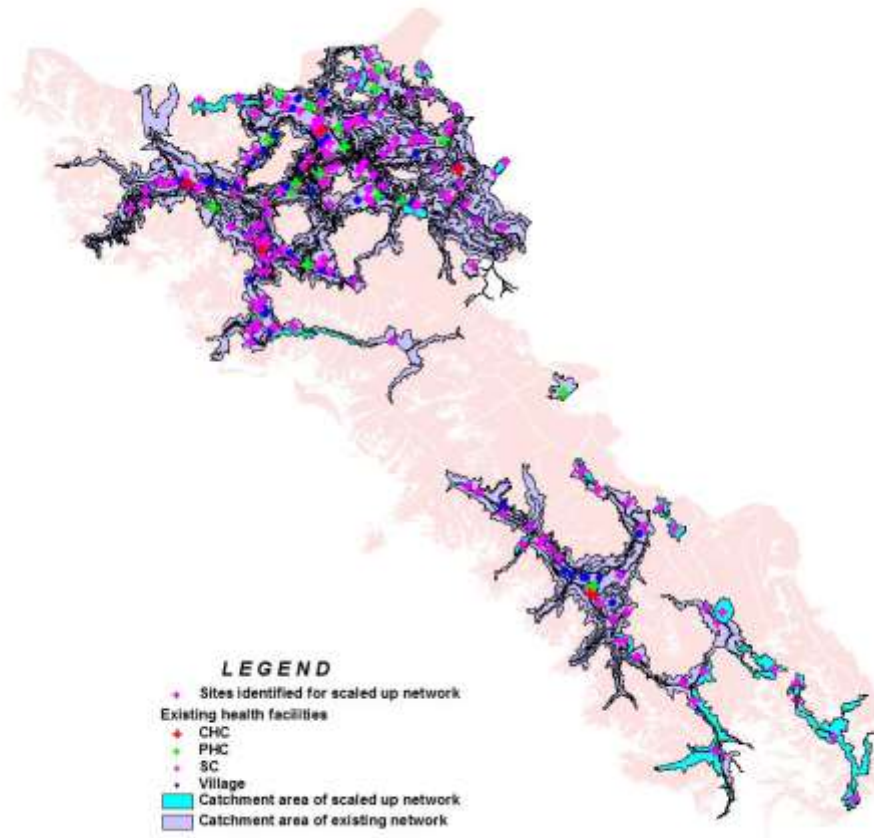 LEGEND
Sites identified for scaled up network
Existing health facilities
CHC
PHC
SC
Village
Catchment area of scaled up network
Catchment area of existing network